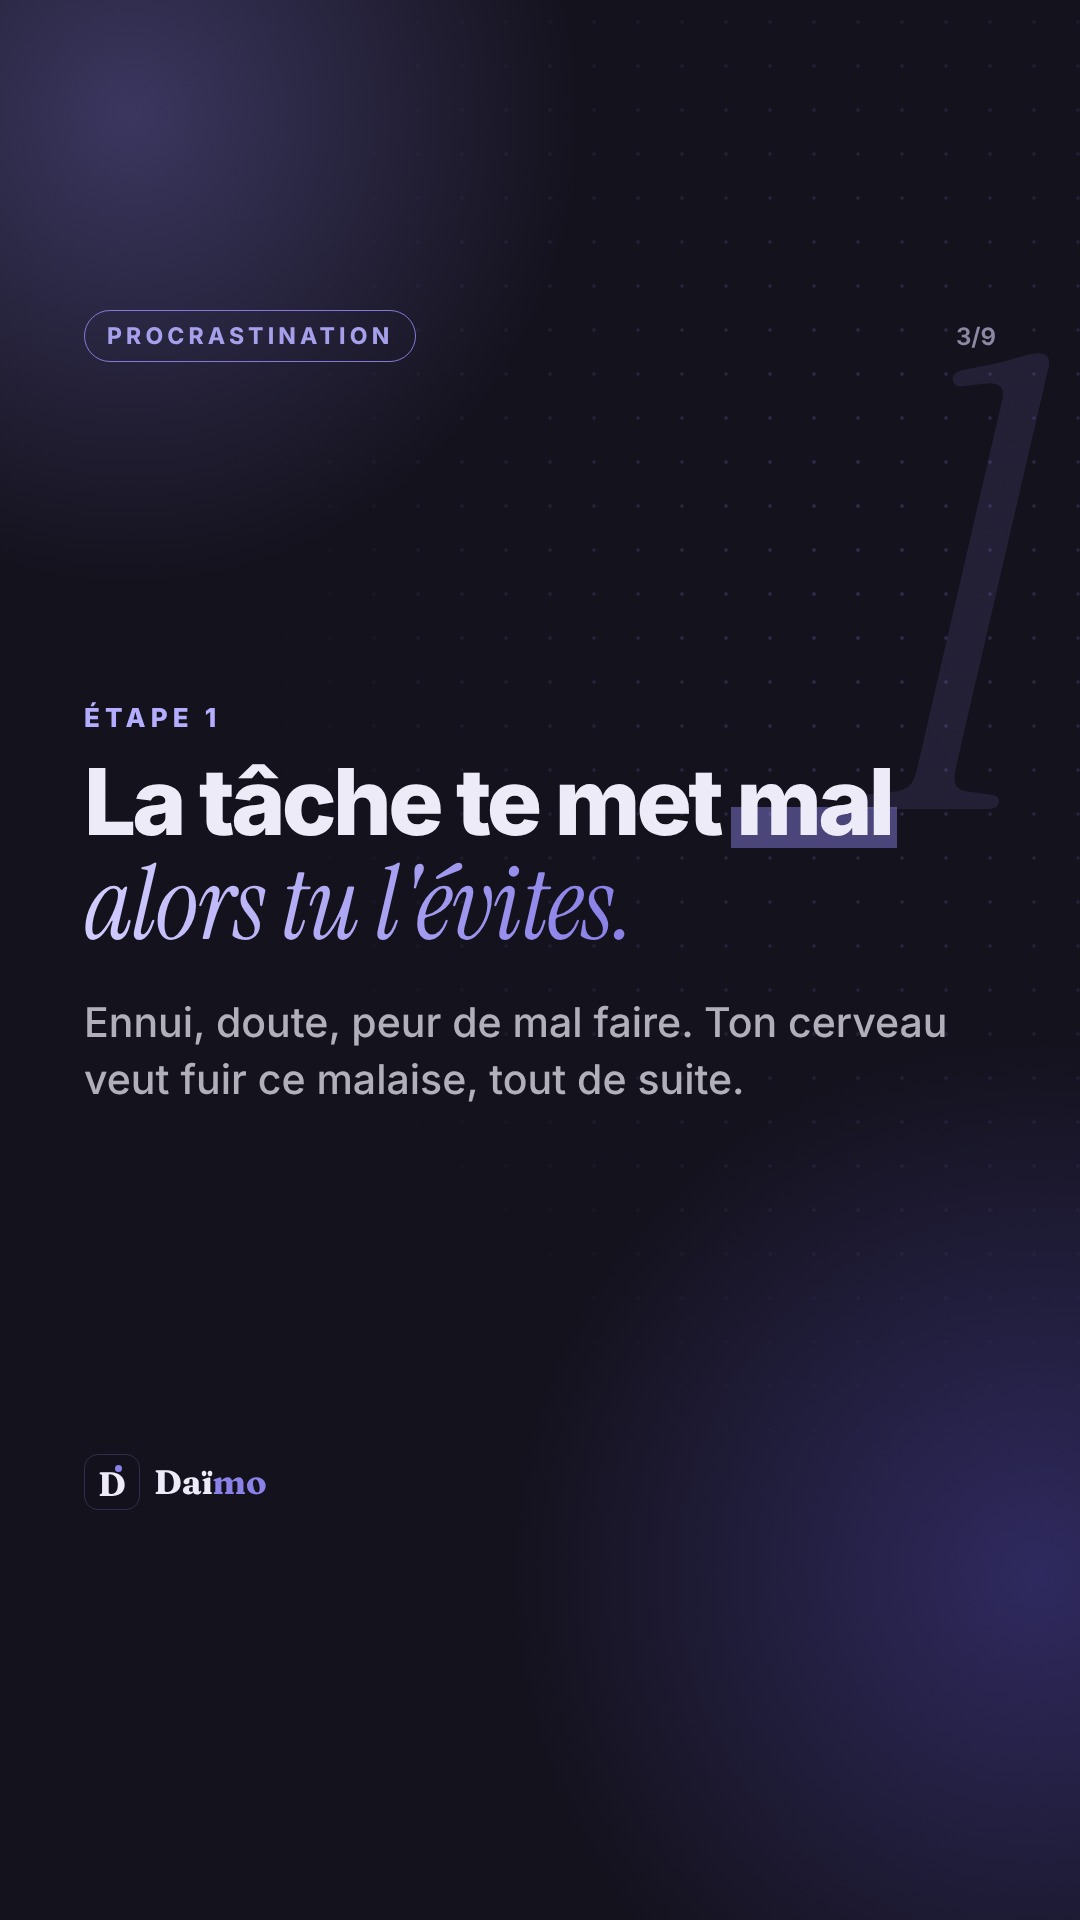 PROCRASTINATION
3/9
1
ÉTAPE 1
La tâche te met mal
alors tu l'évites.
Ennui, doute, peur de mal faire. Ton cerveau
veut fuir ce malaise, tout de suite.
D Daïmo